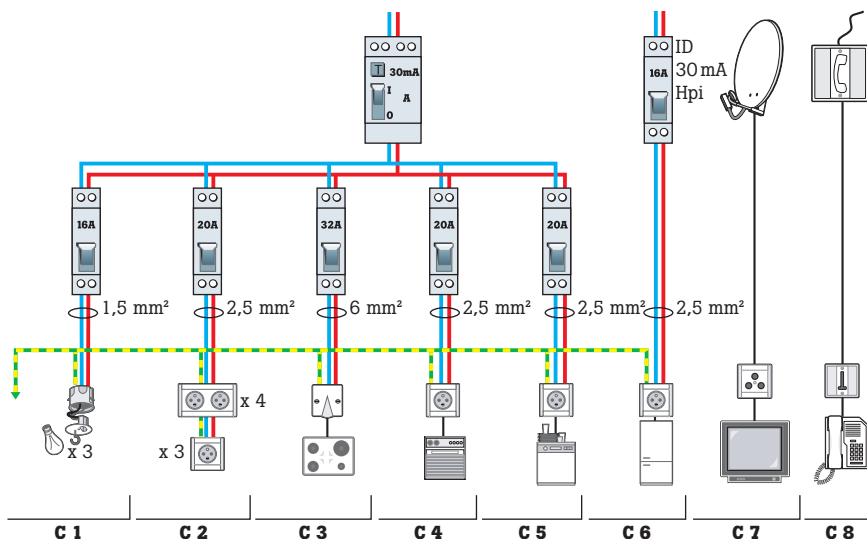 T 30mA
I
A
O
ID
16A 30 mA
Hpi
16A
20A
32A
20A
20A
1,5 mm²
2,5 mm²
6 mm²
2,5 mm²
2,5 mm²
2,5 mm²
x 4
x 3
x 3
C 1
C 2
C 3
C 4
C 5
C 6
C 7
C 8